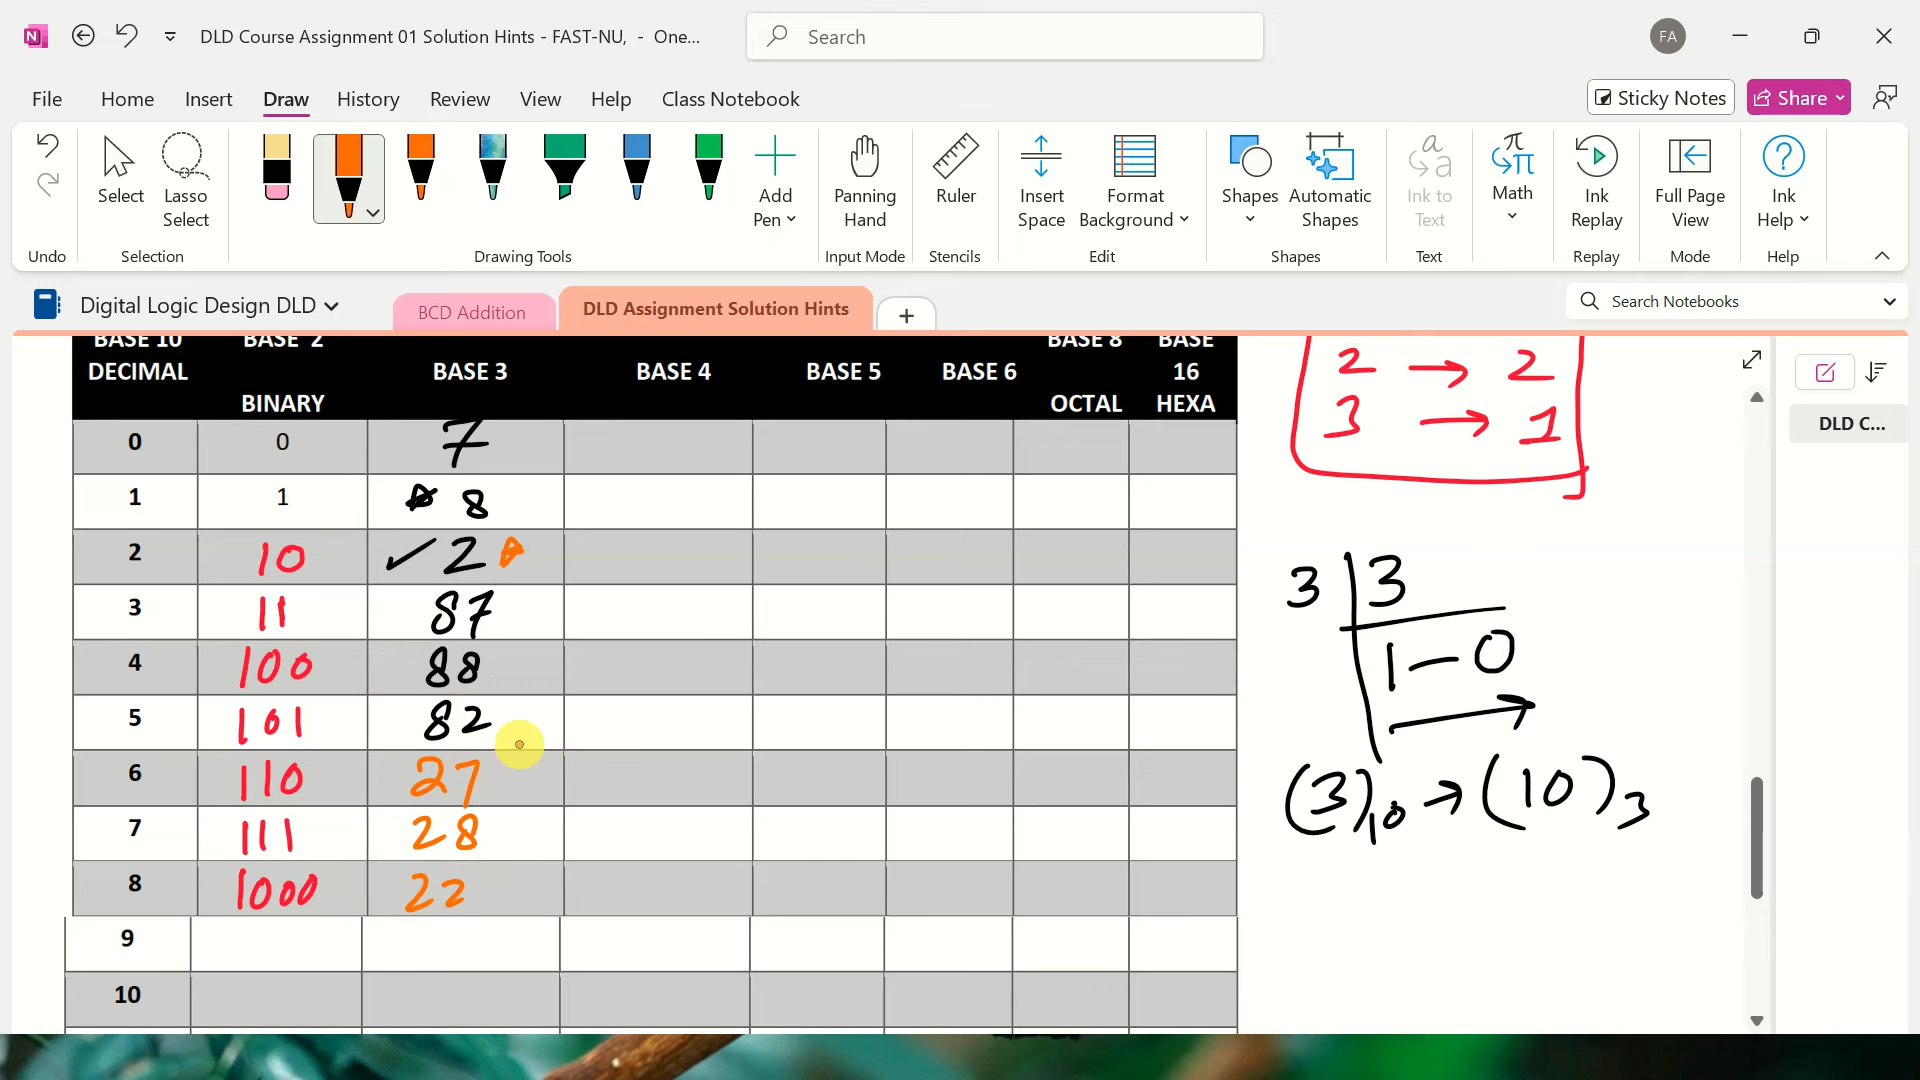 DLD Course Assignment 01 Solution Hints - FAST-NU,  -  One...
Search
FA
File Home Insert Draw History Review View Help Class Notebook
Sticky Notes Share
Select
Lasso Select
Add Pen
Panning Hand
Ruler
Insert Space
Format Background
Shapes
Automatic Shapes
Ink to Text
Math
Ink Replay
Full Page View
Ink Help
Undo Selection Drawing Tools Input Mode Stencils Edit Shapes Text Replay Mode Help
Digital Logic Design DLD
BCD Addition
DLD Assignment Solution Hints
+
Search Notebooks
DLD C...
BASE 10 DECIMAL
BASE 2 BINARY
BASE 3
BASE 4
BASE 5
BASE 6
BASE 8 OCTAL
BASE 16 HEXA
0 0 7
1 1 8
2 10 ✓ 2
3 11 87
4 100 88
5 101 82
6 110 27
7 111 28
8 1000 22
9
10
2 → 2
3 → 1
3 | 3
1 — 0
(3)10 → (10)3